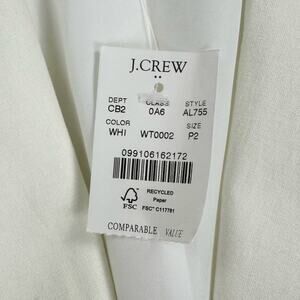 J.CREW
DEPT CLASS STYLE
CB2 0A6 AL755
COLOR SIZE
WHI WT0002 P2
099106162172
FSC
RECYCLED
Paper
FSC® C117781
COMPARABLE VALUE